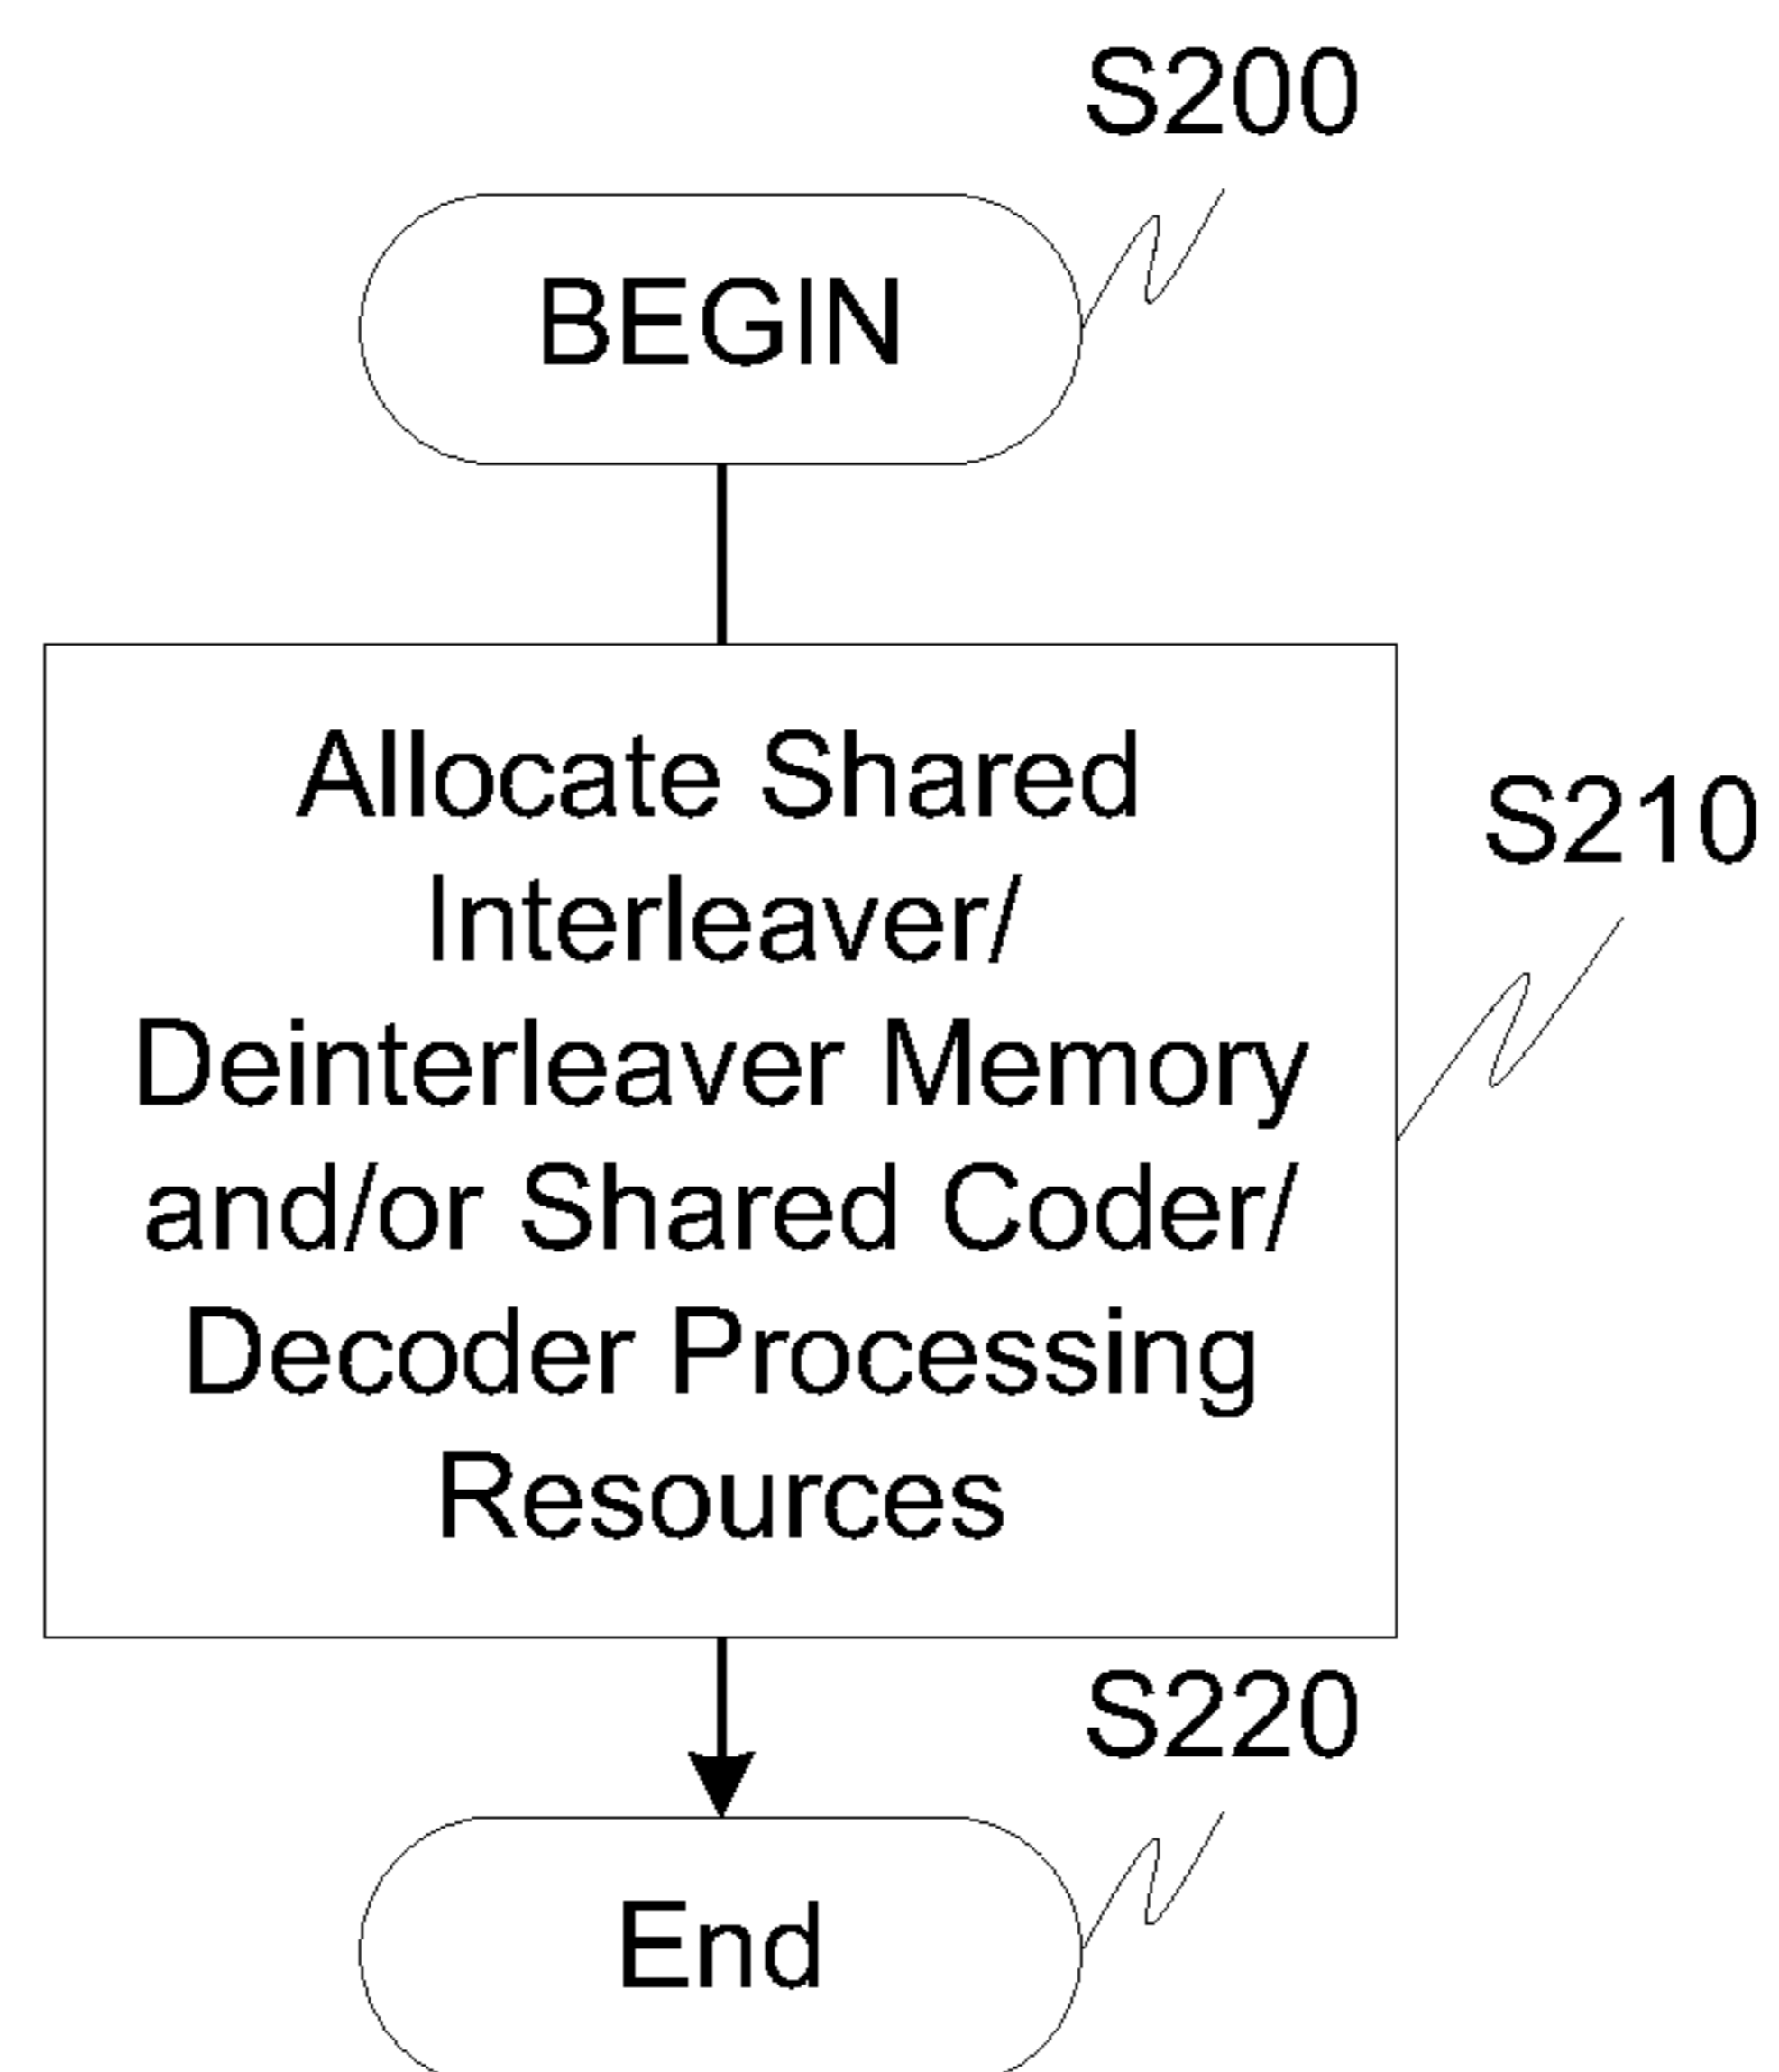 S200
BEGIN
Allocate Shared
Interleaver/
Deinterleaver Memory
and/or Shared Coder/
Decoder Processing
Resources
S210
S220
End